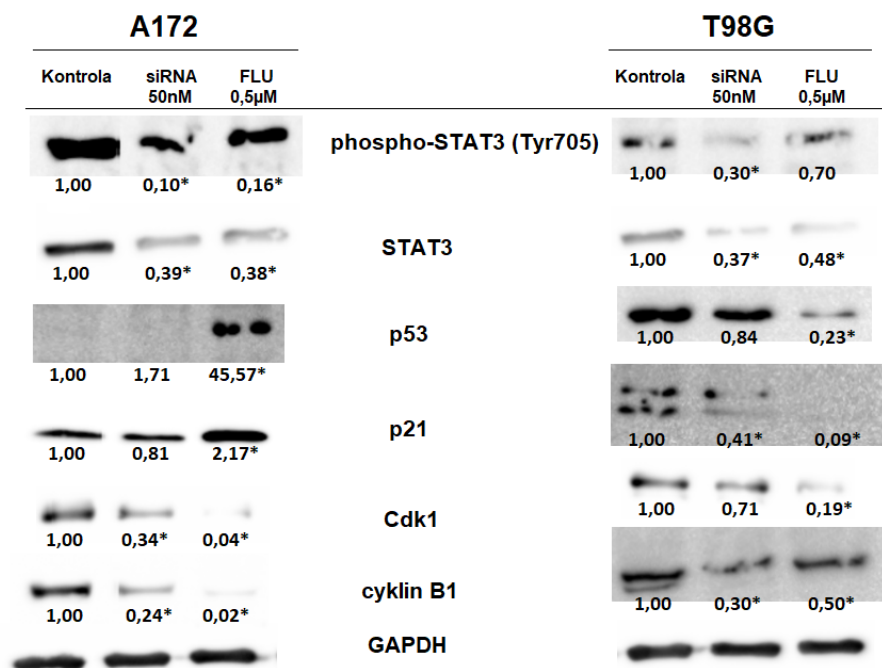 A172 T98G
Kontrola siRNA FLU Kontrola siRNA FLU
50nM 0,5µM 50nM 0,5µM
phospho-STAT3 (Tyr705)
1,00 0,10* 0,16* 1,00 0,30* 0,70
STAT3
1,00 0,39* 0,38* 1,00 0,37* 0,48*
p53
1,00 1,71 45,57* 1,00 0,84 0,23*
p21
1,00 0,81 2,17* 1,00 0,41* 0,09*
Cdk1
1,00 0,34* 0,04* 1,00 0,71 0,19*
cyklin B1
1,00 0,24* 0,02* 1,00 0,30* 0,50*
GAPDH